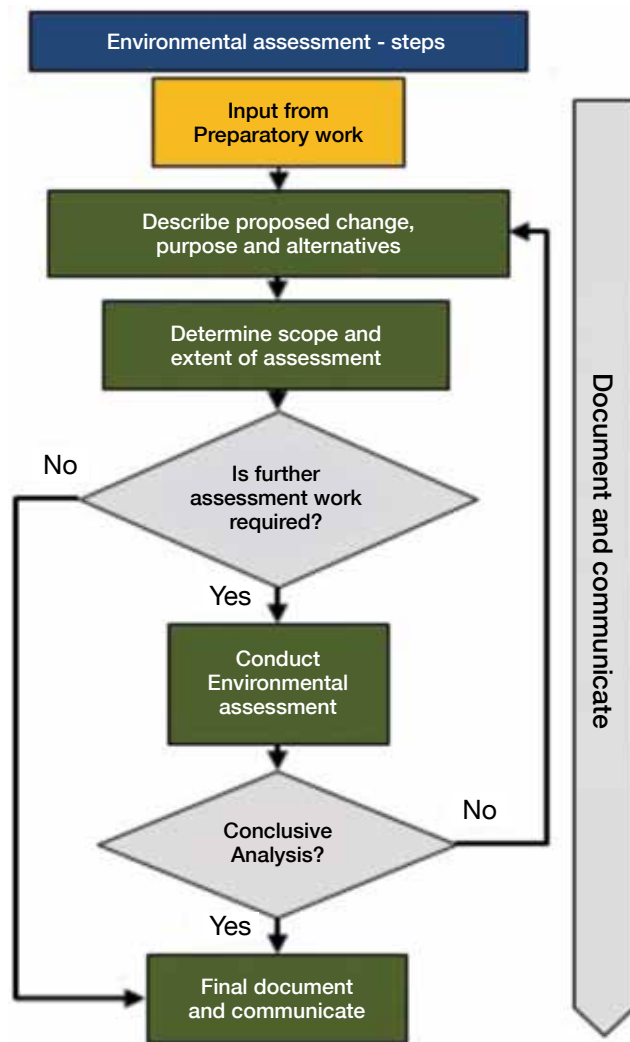 Environmental assessment - steps
Input from
Preparatory work
Describe proposed change,
purpose and alternatives
Determine scope and
extent of assessment
No
Is further
assessment work
required?
Yes
Conduct
Environmental
assessment
No
Conclusive
Analysis?
Yes
Final document
and communicate
Document and communicate